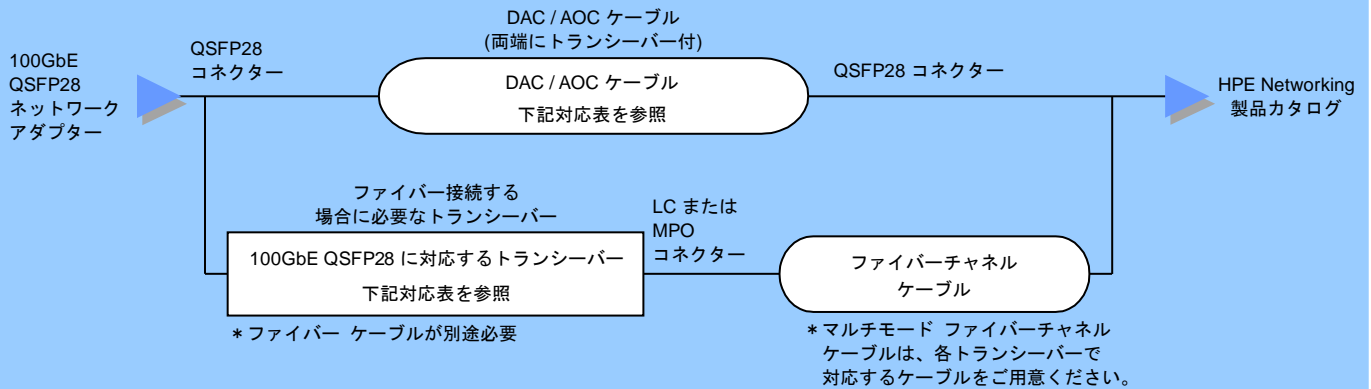 100GbE
QSFP28
ネットワーク
アダプター
QSFP28
コネクター
DAC / AOC ケーブル
(両端にトランシーバー付)
DAC / AOC ケーブル
下記対応表を参照
QSFP28 コネクター
HPE Networking
製品カタログ
ファイバー接続する
場合に必要なトランシーバー
100GbE QSFP28 に対応するトランシーバー
下記対応表を参照
*ファイバー ケーブルが別途必要
LC または
MPO
コネクター
ファイバーチャネル
ケーブル
*マルチモード ファイバーチャネル
ケーブルは、各トランシーバーで
対応するケーブルをご用意ください。